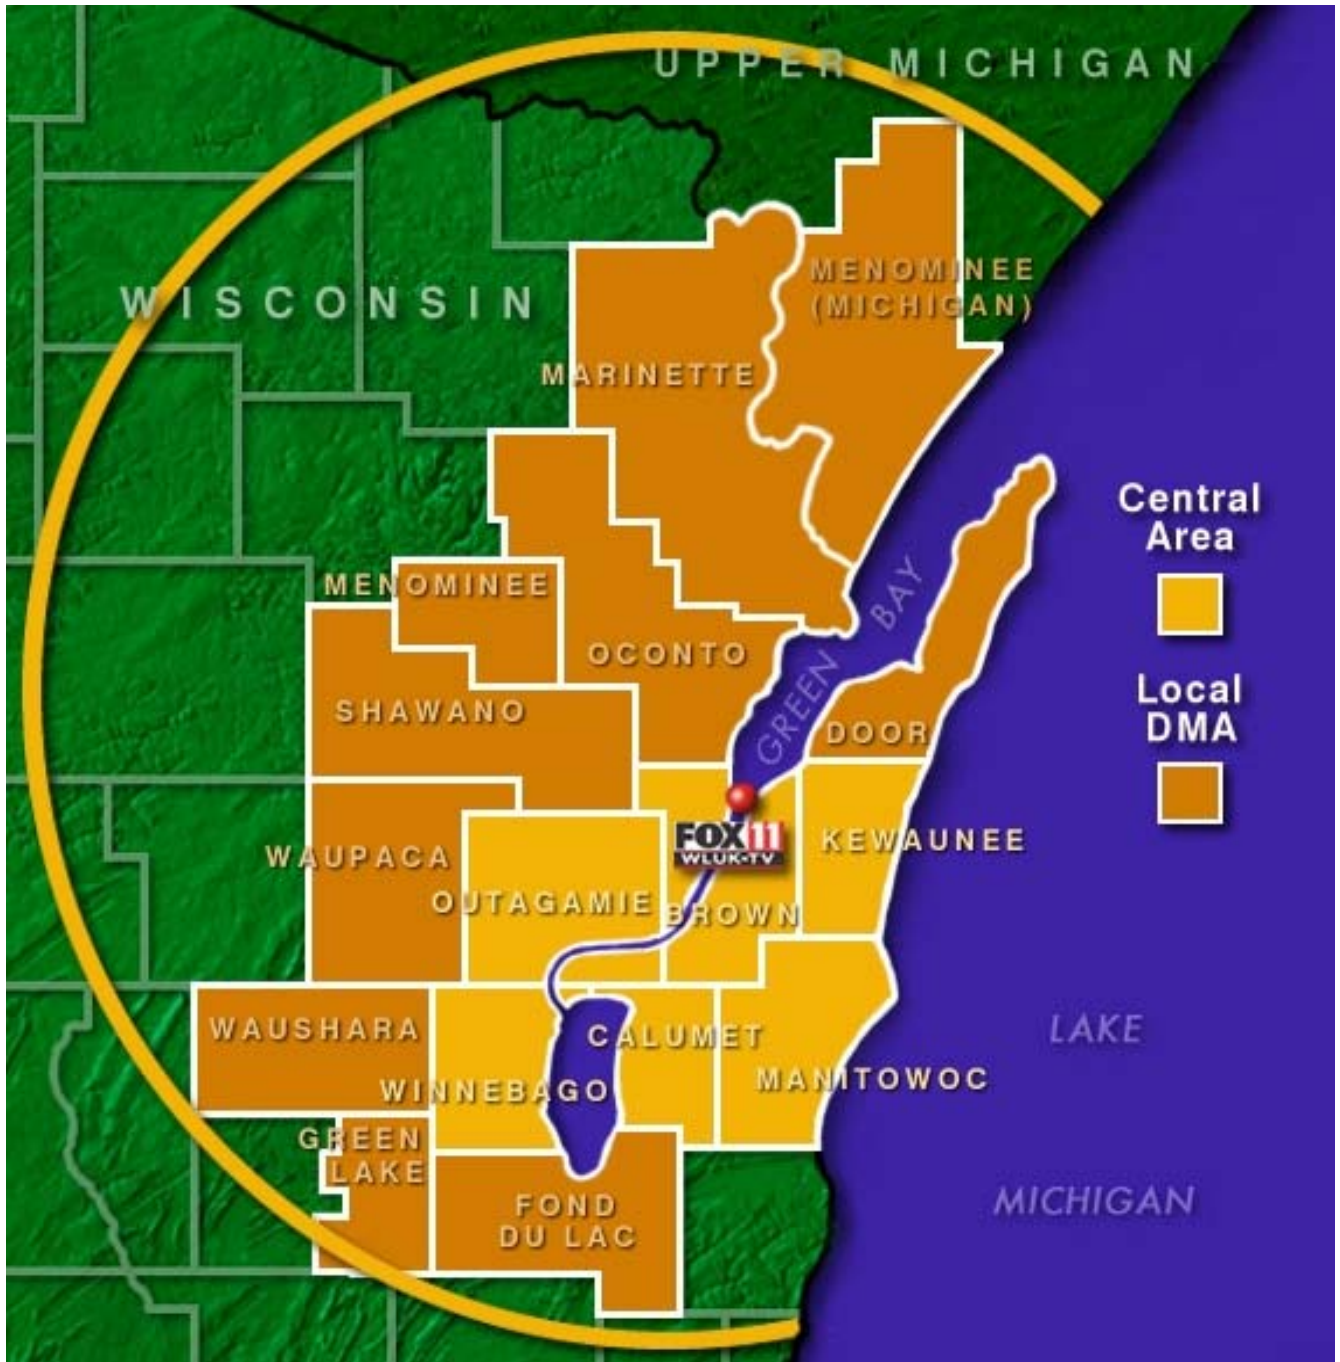 UPPER MICHIGAN
MENOMINEE
(MICHIGAN)
WISCONSIN
MARINETTE
Central
Area
MENOMINEE
GREEN BAY
OCONTO
Local
DMA
SHAWANO
DOOR
FOX 11
WLUK-TV
KEWAUNEE
WAUPACA
OUTAGAMIE
BROWN
WAUSHARA
CALUMET
LAKE
MICHIGAN
WINNEBAGO
MANITOWOC
GREEN
LAKE
FOND
DU LAC